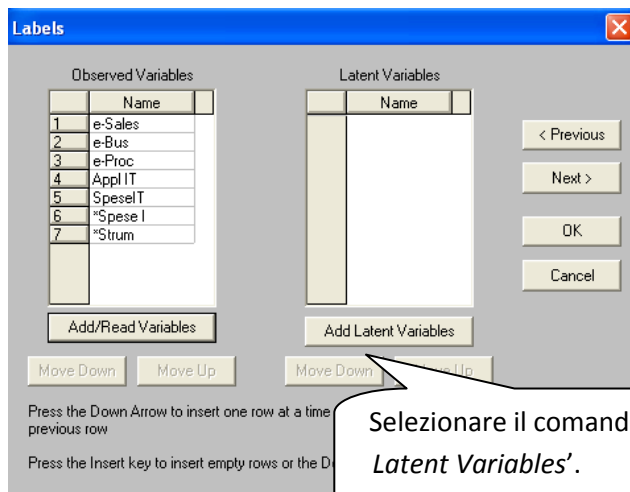 Labels
Observed Variables
Name
1 e-Sales
2 e-Bus
3 e-Proc
4 Appl IT
5 SpeseIT
6 *Spese I
7 *Strum
Add/Read Variables
Move Down Move Up
Latent Variables
Name
Add Latent Variables
Move Down Up
< Previous
Next >
OK
Cancel
Press the Down Arrow to insert one row at a time
previous row
Press the Insert key to insert empty rows or the
Selezionare il comand
Latent Variables’.